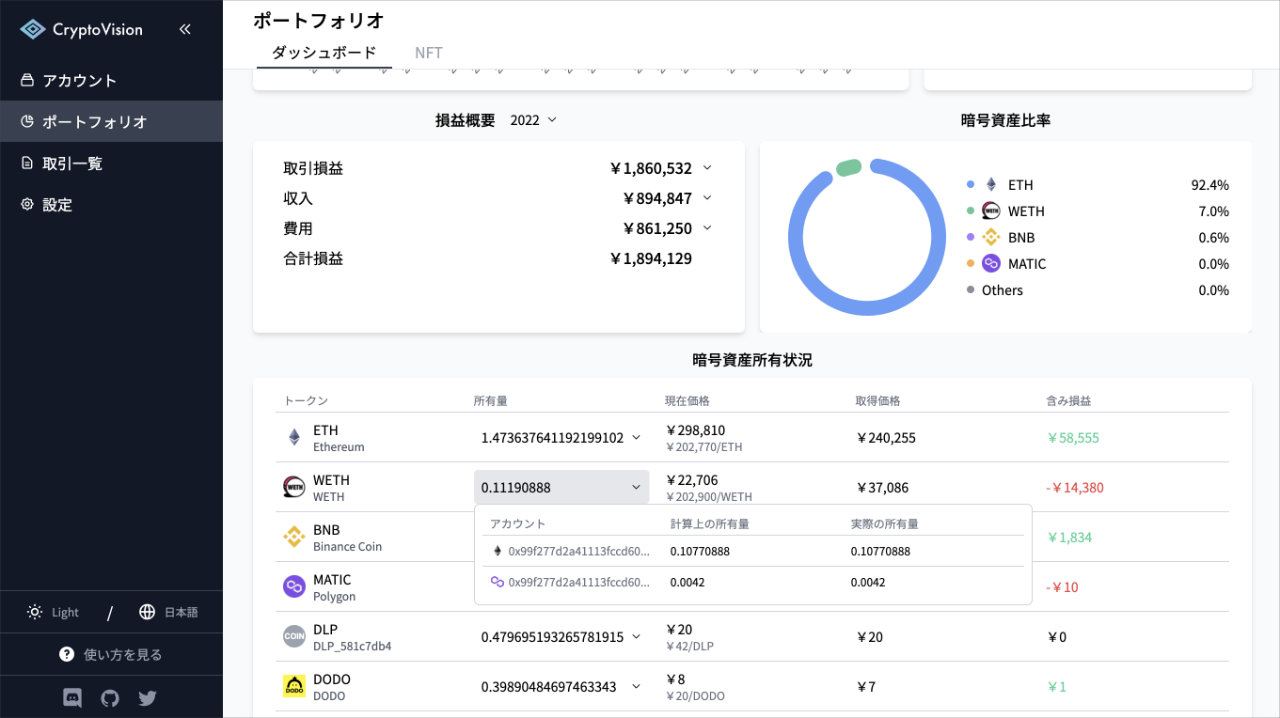 CryptoVision
アカウント
ポートフォリオ
取引一覧
設定
Light / 日本語
使い方を見る
ポートフォリオ
ダッシュボード NFT
損益概要 2022
取引損益 ¥1,860,532
収入 ¥894,847
費用 ¥861,250
合計損益 ¥1,894,129
暗号資産比率
ETH 92.4%
WETH WETH 7.0%
BNB 0.6%
MATIC 0.0%
Others 0.0%
暗号資産所有状況
トークン 所有量 現在価格 取得価格 含み損益
ETH
Ethereum
1.473637641192199102
¥298,810
¥202,770/ETH
¥240,255
¥58,555
WETH
WETH
WETH
0.11190888
¥22,706
¥202,900/WETH
¥37,086
-¥14,380
アカウント 計算上の所有量 実際の所有量
0x99f277d2a41113fccd60... 0.10770888 0.10770888
0x99f277d2a41113fccd60... 0.0042 0.0042
BNB
Binance Coin
¥1,834
MATIC
Polygon
-¥10
COIN
DLP
DLP_581c7db4
0.479695193265781915
¥20
¥42/DLP
¥20
¥0
DODO
DODO
DODO
0.39890484697463343
¥8
¥20/DODO
¥7
¥1